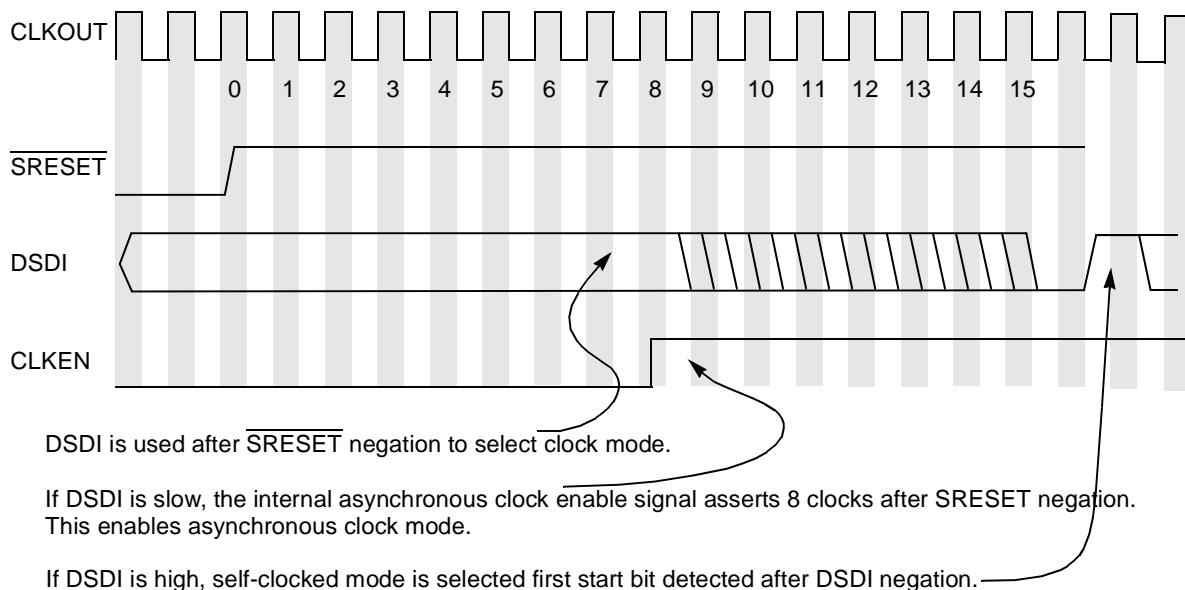 CLKOUT
0 1 2 3 4 5 6 7 8 9 10 11 12 13 14 15
SRESET
DSDI
CLKEN
DSDI is used after SRESET negation to select clock mode.
If DSDI is slow, the internal asynchronous clock enable signal asserts 8 clocks after SRESET negation.
This enables asynchronous clock mode.
If DSDI is high, self-clocked mode is selected first start bit detected after DSDI negation.